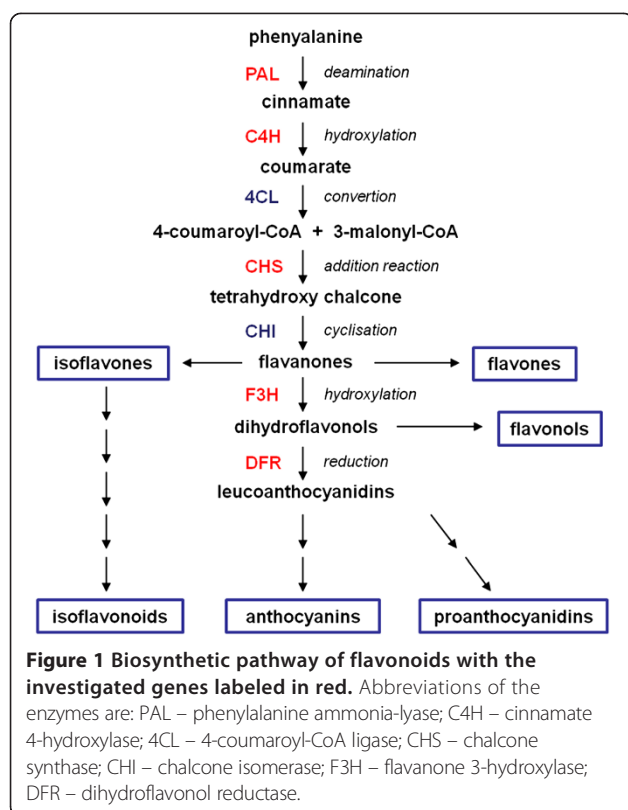 phenyalanine
PAL deamination
cinnamate
C4H hydroxylation
coumarate
4CL convertion
4-coumaroyl-CoA + 3-malonyl-CoA
CHS addition reaction
tetrahydroxy chalcone
CHI cyclisation
isoflavones flavanones flavones
F3H hydroxylation
dihydroflavonols flavonols
DFR reduction
leucoanthocyanidins
isoflavonoids anthocyanins proanthocyanidins
Figure 1 Biosynthetic pathway of flavonoids with the
investigated genes labeled in red. Abbreviations of the
enzymes are: PAL – phenylalanine ammonia-lyase; C4H – cinnamate
4-hydroxylase; 4CL – 4-coumaroyl-CoA ligase; CHS – chalcone
synthase; CHI – chalcone isomerase; F3H – flavanone 3-hydroxylase;
DFR – dihydroflavonol reductase.